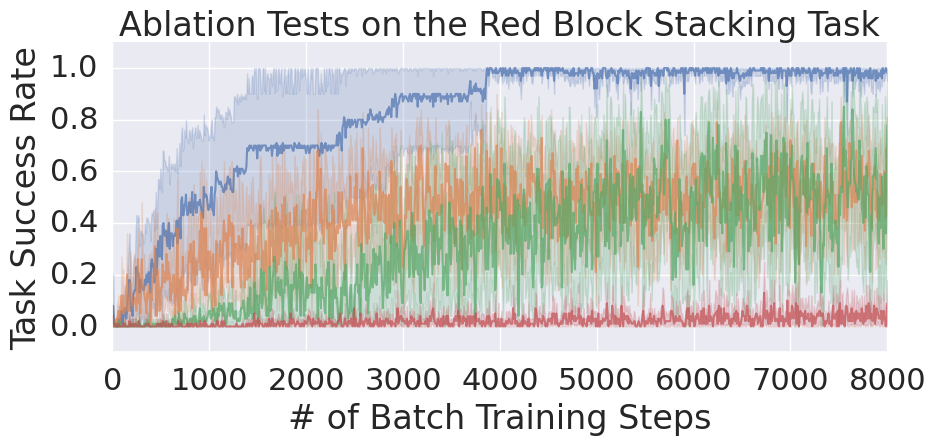 Ablation Tests on the Red Block Stacking Task
Task Success Rate
1.0
0.8
0.6
0.4
0.2
0.0
0 1000 2000 3000 4000 5000 6000 7000 8000
# of Batch Training Steps